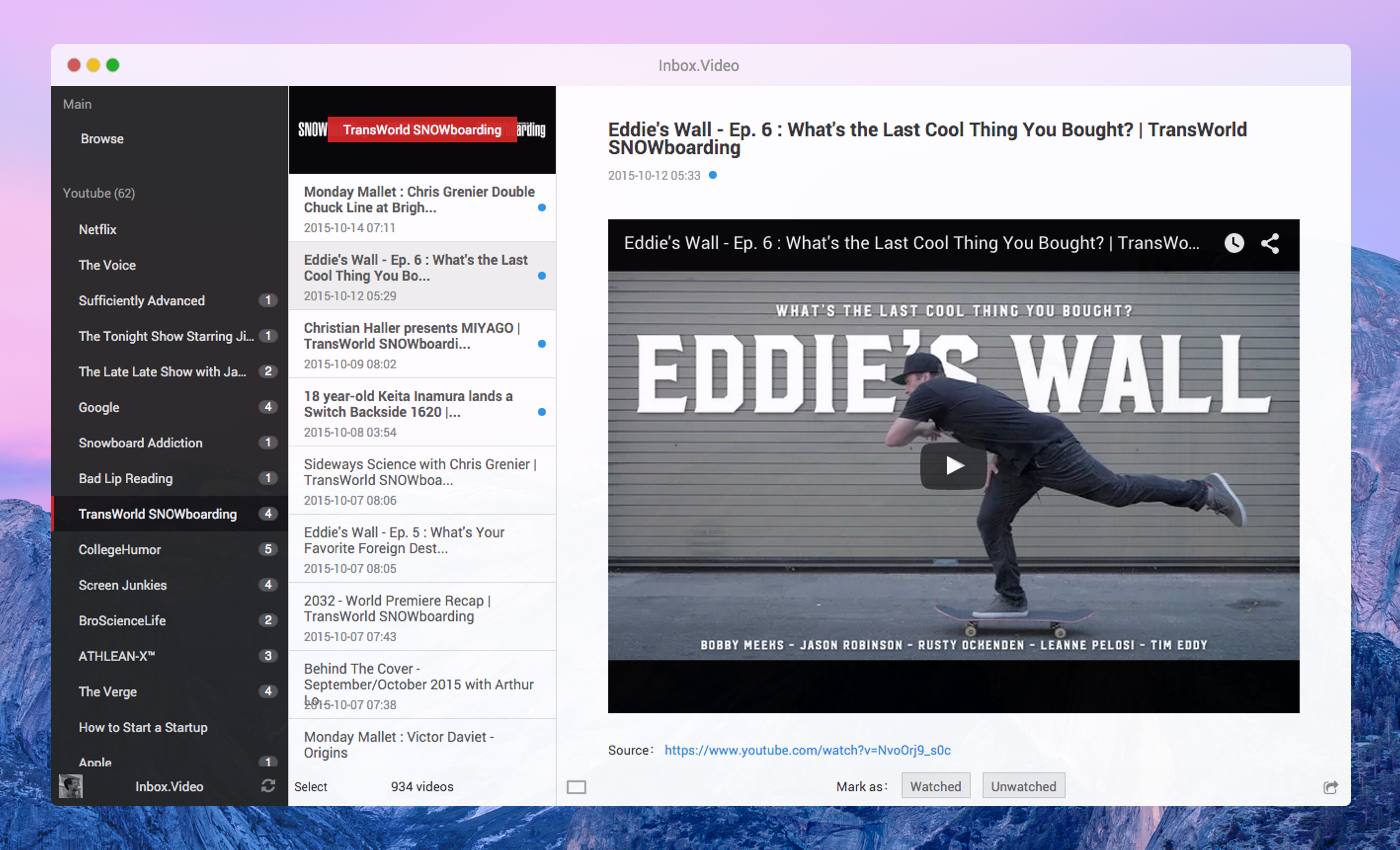 Inbox.Video
Main
Browse
Youtube (62)
Netflix
The Voice
Sufficiently Advanced 1
The Tonight Show Starring Ji... 1
The Late Late Show with Ja... 2
Google 4
Snowboard Addiction 1
Bad Lip Reading 1
TransWorld SNOWboarding 4
CollegeHumor 5
Screen Junkies 4
BroScienceLife 2
ATHLEAN-X™ 3
The Verge 4
How to Start a Startup
Apple 1
Inbox.Video
SNOW TransWorld SNOWboarding arding
Monday Mallet : Chris Grenier Double
Chuck Line at Brigh...
2015-10-14 07:11
Eddie's Wall - Ep. 6 : What's the Last
Cool Thing You Bo...
2015-10-12 05:29
Christian Haller presents MIYAGO |
TransWorld SNOWboardi...
2015-10-09 08:02
18 year-old Keita Inamura lands a
Switch Backside 1620 |...
2015-10-08 03:54
Sideways Science with Chris Grenier |
TransWorld SNOWboa...
2015-10-07 08:06
Eddie's Wall - Ep. 5 : What's Your
Favorite Foreign Dest...
2015-10-07 08:05
2032 - World Premiere Recap |
TransWorld SNOWboarding
2015-10-07 07:43
Behind The Cover -
September/October 2015 with Arthur
Lo...
2015-10-07 07:38
Monday Mallet : Victor Daviet -
Origins
Select 934 videos
Eddie's Wall - Ep. 6 : What's the Last Cool Thing You Bought? | TransWorld
SNOWboarding
2015-10-12 05:33
Eddie's Wall - Ep. 6 : What's the Last Cool Thing You Bought? | TransWo...
WHAT'S THE LAST COOL THING YOU BOUGHT?
EDDIE'S WALL
BOBBY MEEKS - JASON ROBINSON - RUSTY OCKENDEN - LEANNE PELOSI - TIM EDDY
Source: https://www.youtube.com/watch?v=NvoOrj9_s0c
Mark as: Watched Unwatched